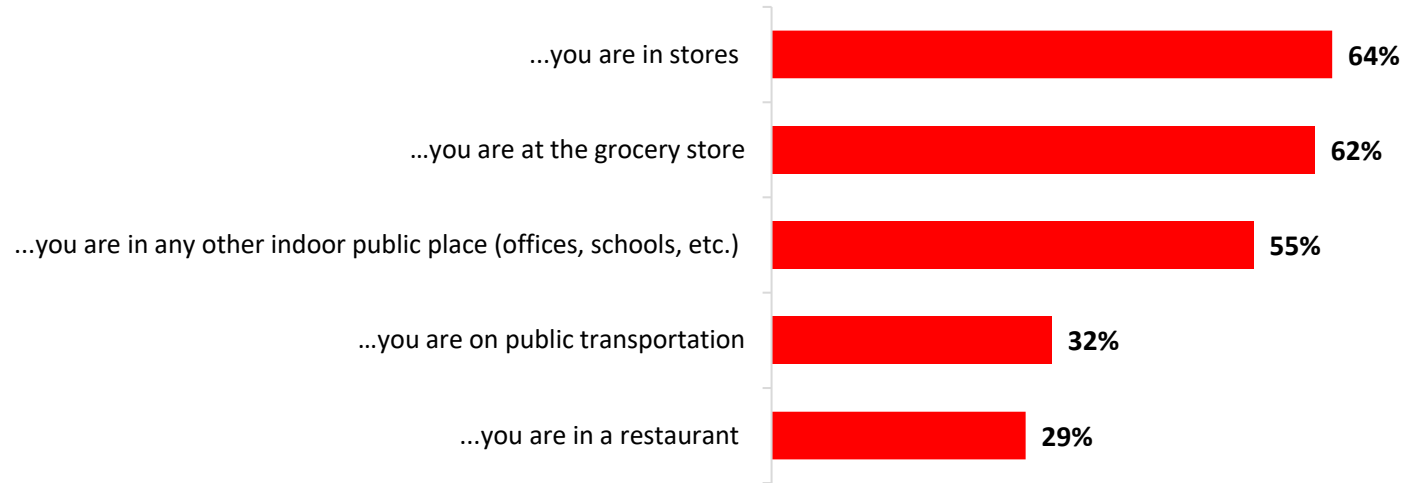 ...you are in stores 64%
…you are at the grocery store 62%
...you are in any other indoor public place (offices, schools, etc.) 55%
…you are on public transportation 32%
...you are in a restaurant 29%